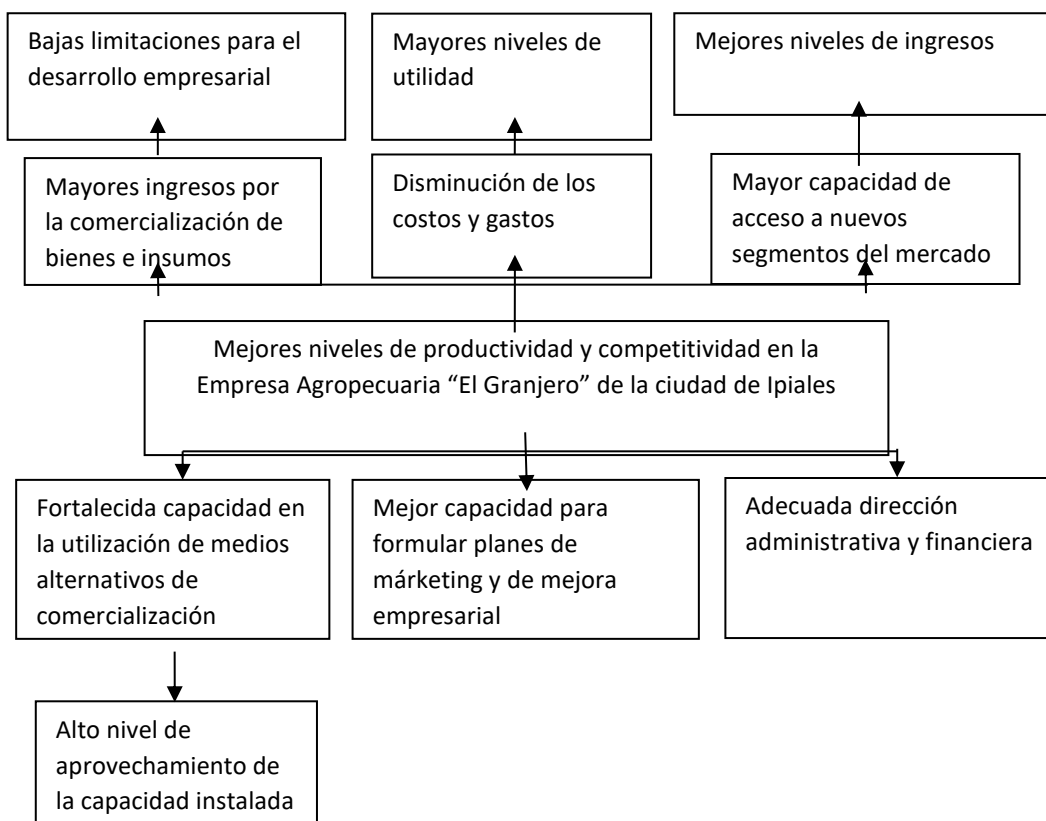 Bajas limitaciones para el
desarrollo empresarial
Mayores niveles de
utilidad
Mejores niveles de ingresos
Mayores ingresos por
la comercialización de
bienes e insumos
Disminución de los
costos y gastos
Mayor capacidad de
acceso a nuevos
segmentos del mercado
Mejores niveles de productividad y competitividad en la
Empresa Agropecuaria “El Granjero” de la ciudad de Ipiales
Fortalecida capacidad en
la utilización de medios
alternativos de
comercialización
Mejor capacidad para
formular planes de
márketing y de mejora
empresarial
Adecuada dirección
administrativa y financiera
Alto nivel de
aprovechamiento de
la capacidad instalada